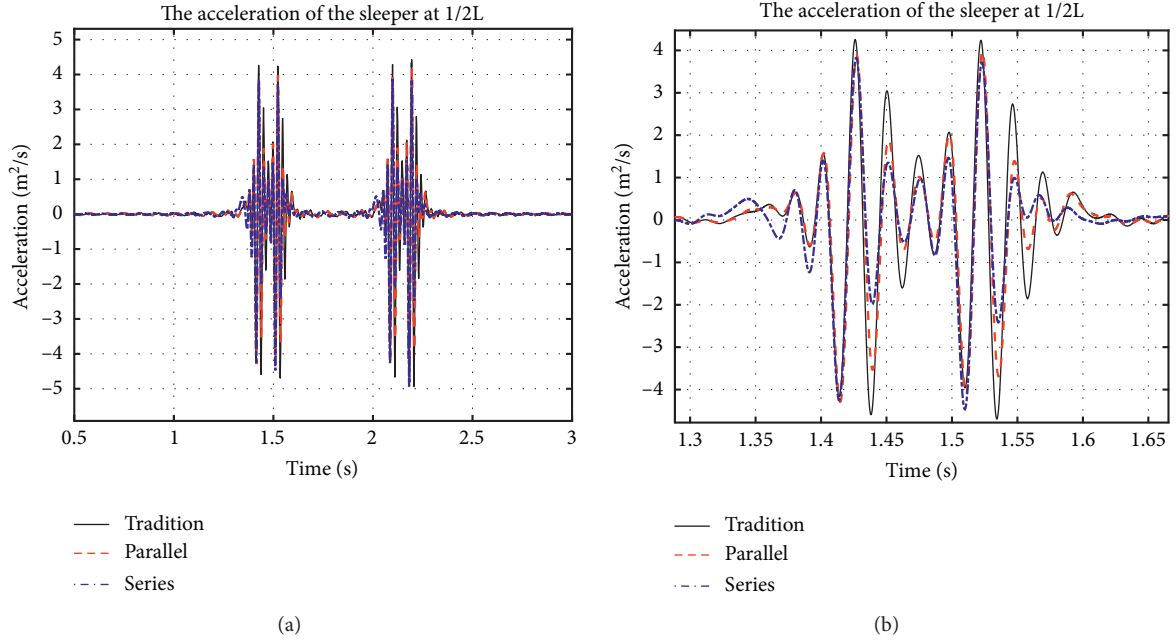 The acceleration of the sleeper at 1/2L
5
4
3
2
1
0
–1
–2
–3
–4
–5
Acceleration (m²/s)
0.5 1 1.5 2 2.5 3
Time (s)
Tradition
Parallel
Series
(a)
The acceleration of the sleeper at 1/2L
4
3
2
1
0
–1
–2
–3
–4
Acceleration (m²/s)
1.3 1.35 1.4 1.45 1.5 1.55 1.6 1.65
Time (s)
Tradition
Parallel
Series
(b)